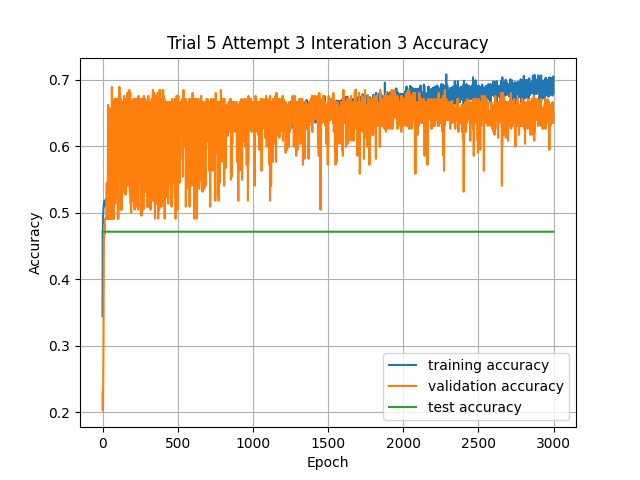 Trial 5 Attempt 3 Interation 3 Accuracy
0.7
0.6
0.5
0.4
0.3
0.2
Accuracy
training accuracy
validation accuracy
test accuracy
0 500 1000 1500 2000 2500 3000
Epoch